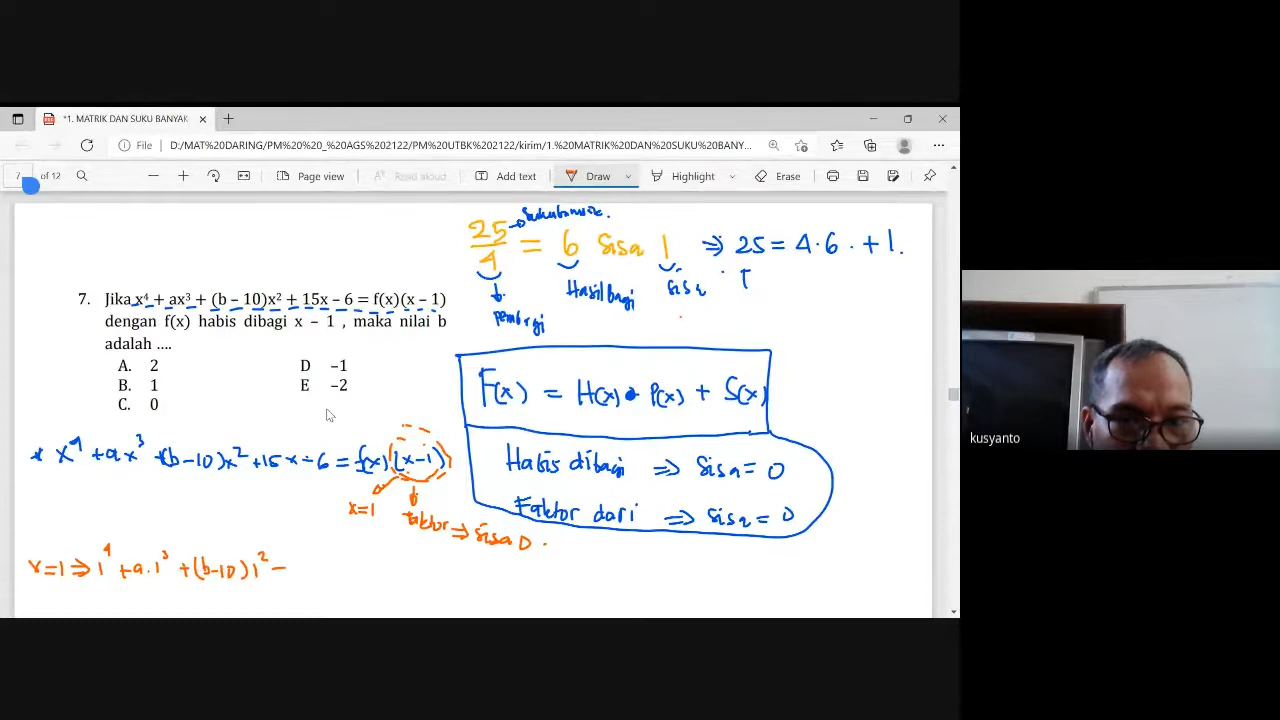 *1. MATRIK DAN SUKU BANYAK
File D:/MAT%20DARING/PM%20%20_%20AGS%202122/PM%20UTBK%202122/kirim/1.%20MATRIK%20DAN%20SUKU%20BANY...
7 of 12 Page view Read aloud Add text Draw Highlight Erase
25/4 → Sukubanyak. = 6 Sisa 1 ⇒ 25 = 4 · 6 · + 1.
Hasil bagi sisa
pembagi
7. Jika x⁴ + ax³ + (b – 10)x² + 15x – 6 = f(x)(x – 1)
dengan f(x) habis dibagi x – 1 , maka nilai b
adalah ....
A. 2 D –1
B. 1 E –2
C. 0
F(x) = H(x) • P(x) + S(x)
Habis dibagi ⇒ Sisa = 0
Faktor dari ⇒ sisa = 0
* x⁴ + ax³ + (b-10)x² + 15x - 6 = f(x) (x-1)
x=1 faktor ⇒ sisa 0.
x=1 ⇒ 1⁴ + a.1³ + (b-10)1² -
kusyanto